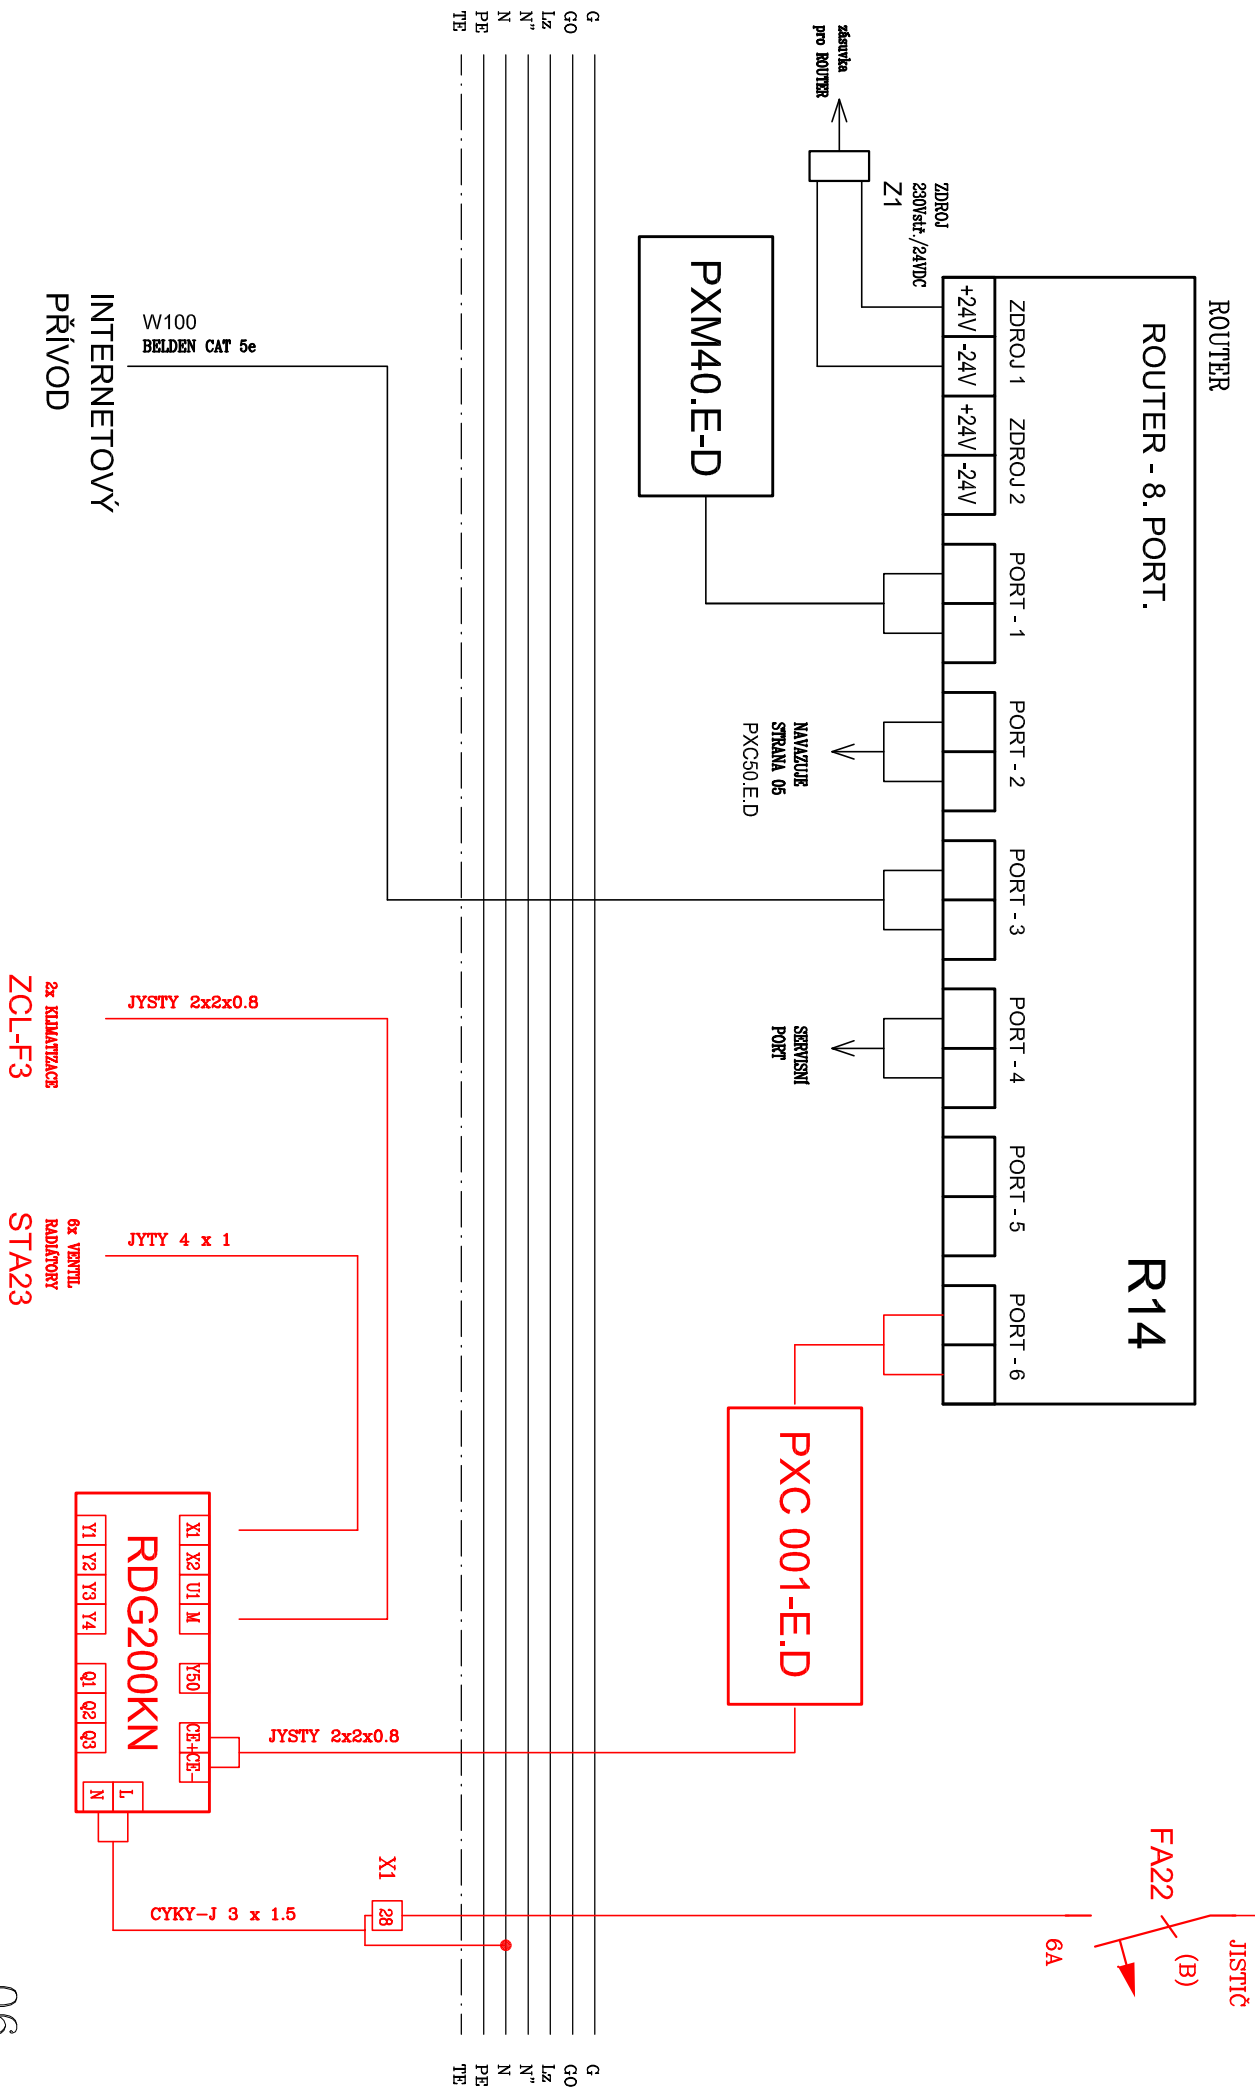 ROUTER
JISTIČ
FA22
(B)
6A
ROUTER - 8. PORT.
R14
ZDROJ 1
ZDROJ 2
PORT - 1
PORT - 2
PORT - 3
PORT - 4
PORT - 5
PORT - 6
+24V
-24V
+24V
-24V
ZDROJ
230Vstř./24VDC
Z1
zásuvka
pro ROUTER
PXM40.E-D
NAVAZUJE
STRANA 05
PXC50.E.D
SERVISNÍ
PORT
PXC 001-E.D
G
GO
Lz
N"
N
PE
TE
G
GO
Lz
N"
N
PE
TE
X1
28
W100
BELDEN CAT 5e
INTERNETOVÝ
PŘÍVOD
JYSTY 2x2x0.8
2x KLIMATIZACE
ZCL-F3
JYTY 4 x 1
6x VENTIL
RADIÁTORY
STA23
JYSTY 2x2x0.8
CYKY-J 3 x 1.5
X1
X2
U1
M
Y50
CE+
CE-
RDG200KN
L
N
Y1
Y2
Y3
Y4
Q1
Q2
Q3
06